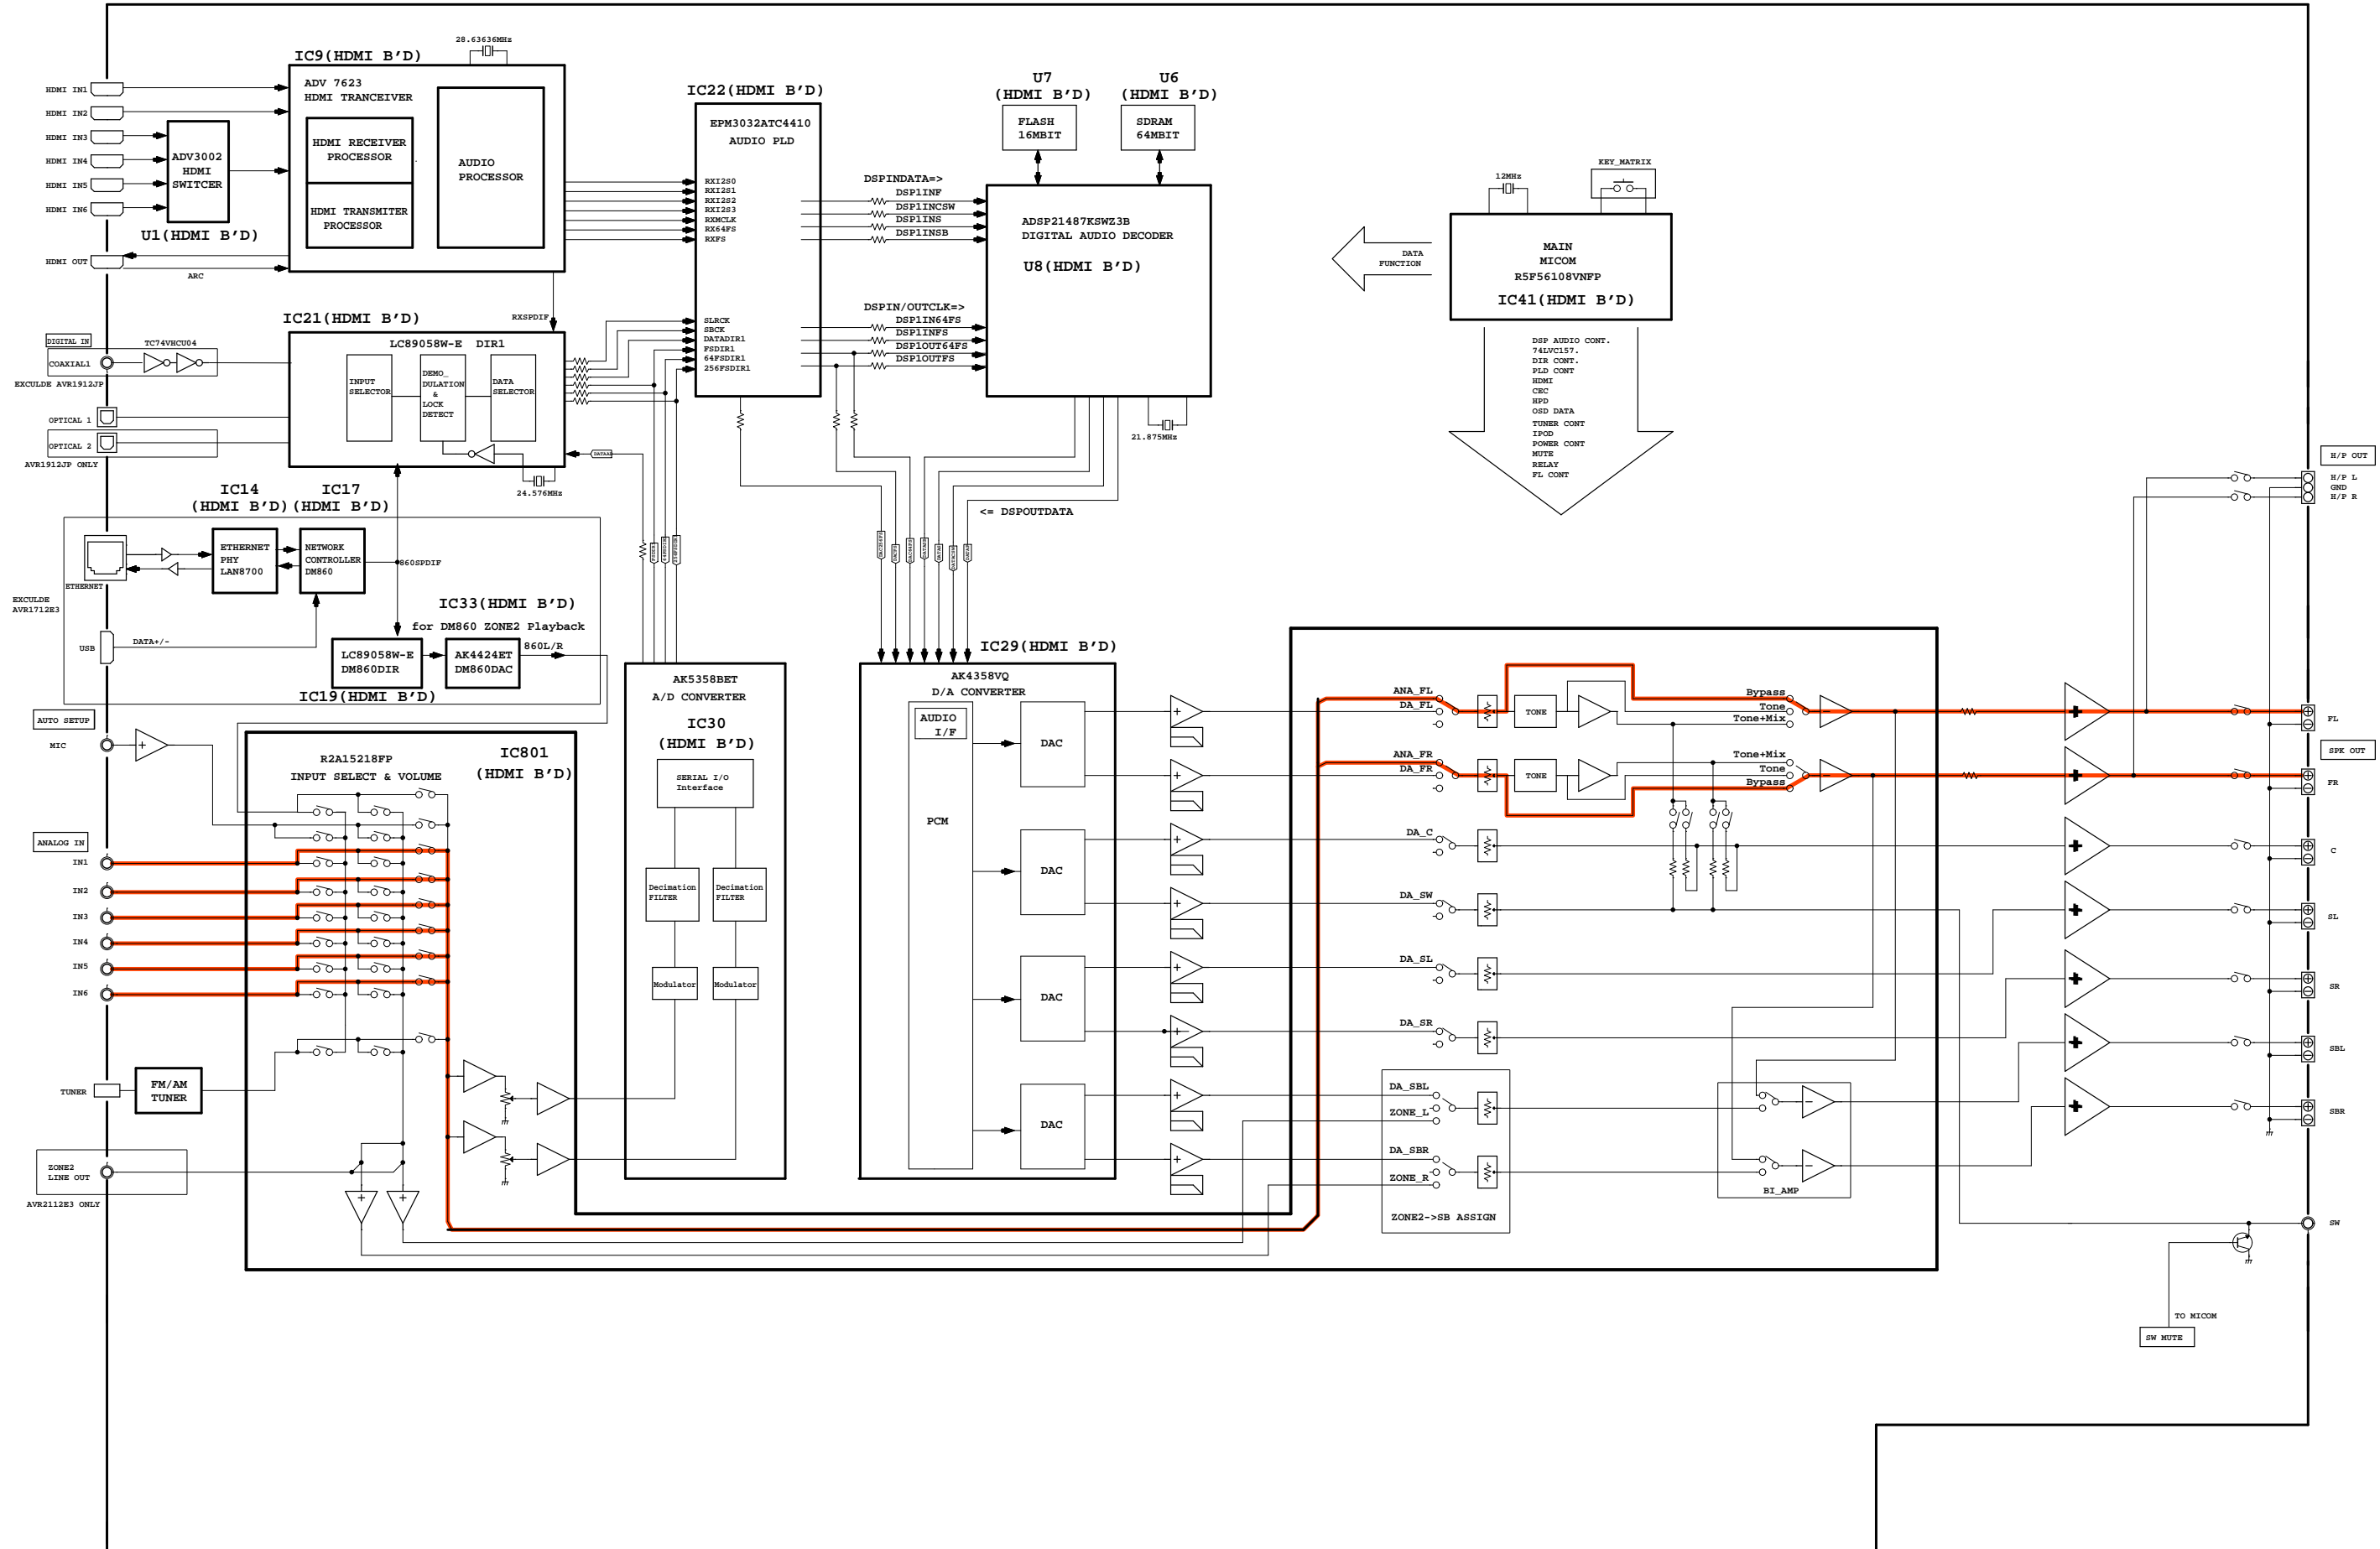 28.63636MHz
IC9(HDMI B'D)
ADV 7623
HDMI TRANCEIVER
HDMI RECEIVER
PROCESSOR
HDMI TRANSMITER
PROCESSOR
AUDIO
PROCESSOR
HDMI IN1
HDMI IN2
HDMI IN3
HDMI IN4
HDMI IN5
HDMI IN6
ADV3002
HDMI
SWITCER
U1(HDMI B'D)
HDMI OUT
ARC
IC22(HDMI B'D)
EPM3032ATC4410
AUDIO PLD
RXI2S0
RXI2S1
RXI2S2
RXI2S3
RXMCLK
RX64FS
RXFS
SLRCK
SBCK
DATADIR1
FSDIR1
64FSDIR1
256FSDIR1
U7
(HDMI B'D)
FLASH
16MBIT
U6
(HDMI B'D)
SDRAM
64MBIT
DSPINDATA=>
DSP1INF
DSP1INCSW
DSP1INS
DSP1INSB
DSPIN/OUTCLK=>
DSP1IN64FS
DSP1INFS
DSP1OUT64FS
DSP1OUTFS
ADSP21487KSWZ3B
DIGITAL AUDIO DECODER
U8(HDMI B'D)
21.875MHz
<= DSPOUTDATA
12MHz
KEY_MATRIX
DATA
FUNCTION
MAIN
MICOM
R5F56108VNFP
IC41(HDMI B'D)
DSP AUDIO CONT.
74LVC157.
DIR CONT.
PLD CONT
HDMI
CEC
HPD
OSD DATA
TUNER CONT
IPOD
POWER CONT
MUTE
RELAY
FL CONT
RXSPDIF
IC21(HDMI B'D)
LC89058W-E DIR1
INPUT
SELECTOR
DEMO_
DULATION
&
LOCK
DETECT
DATA
SELECTOR
24.576MHz
DIGITAL IN
TC74VHCU04
COAXIAL1
EXCULDE AVR1912JP
OPTICAL 1
OPTICAL 2
AVR1912JP ONLY
IC14
(HDMI B'D)
IC17
(HDMI B'D)
ETHERNET
PHY
LAN8700
NETWORK
CONTROLLER
DM860
860SPDIF
ETHERNET
EXCULDE
AVR1712E3
USB
DATA+/-
IC33(HDMI B'D)
for DM860 ZONE2 Playback
LC89058W-E
DM860DIR
AK4424ET
DM860DAC
860L/R
IC19(HDMI B'D)
AUTO SETUP
MIC
R2A15218FP
INPUT SELECT & VOLUME
IC801
(HDMI B'D)
ANALOG IN
IN1
IN2
IN3
IN4
IN5
IN6
TUNER
FM/AM
TUNER
ZONE2
LINE OUT
AVR2112E3 ONLY
AK5358BET
A/D CONVERTER
IC30
(HDMI B'D)
SERIAL I/O
Interface
Decimation
FILTER
Decimation
FILTER
Modulator
Modulator
IC29(HDMI B'D)
AK4358VQ
D/A CONVERTER
AUDIO
I/F
PCM
DAC
DAC
DAC
DAC
ANA_FL
DA_FL
ANA_FR
DA_FR
DA_C
DA_SW
DA_SL
DA_SR
DA_SBL
ZONE_L
DA_SBR
ZONE_R
ZONE2->SB ASSIGN
TONE
TONE
Bypass
Tone
Tone+Mix
Tone+Mix
Tone
Bypass
BI_AMP
H/P OUT
H/P L
GND
H/P R
FL
SPK OUT
FR
C
SL
SR
SBL
SBR
SW
TO MICOM
SW MUTE